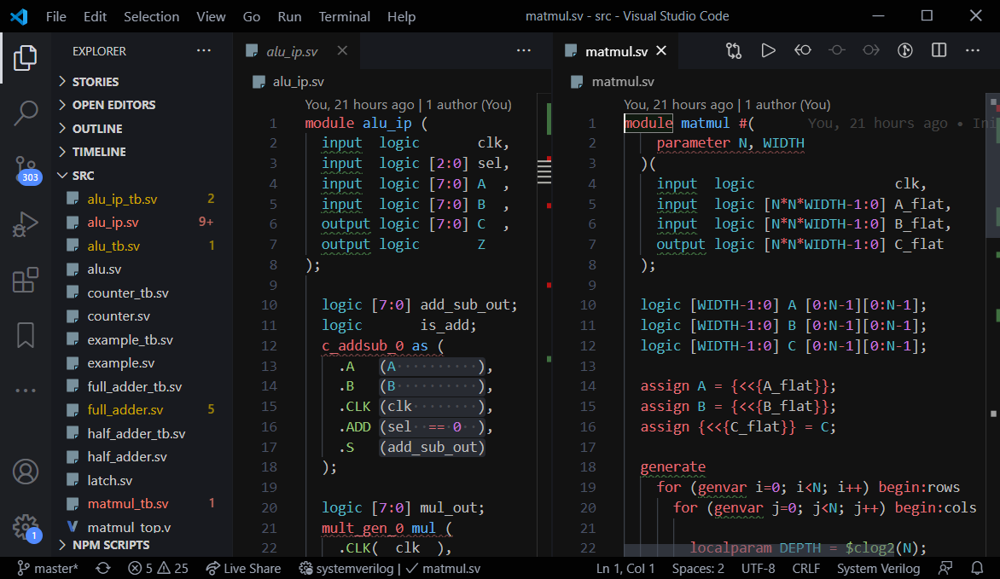 File Edit Selection View Go Run Terminal Help matmul.sv - src - Visual Studio Code
EXPLORER
STORIES
OPEN EDITORS
OUTLINE
TIMELINE
SRC
alu_ip_tb.sv 2
alu_ip.sv 9+
alu_tb.sv 1
alu.sv
counter_tb.sv
counter.sv
example_tb.sv
example.sv
full_adder_tb.sv
full_adder.sv 5
half_adder_tb.sv
half_adder.sv
latch.sv
matmul_tb.sv 1
matmul_top.v
NPM SCRIPTS
303
1
alu_ip.sv
alu_ip.sv
You, 21 hours ago | 1 author (You)
1 module alu_ip (
2   input  logic       clk,
3   input  logic [2:0] sel,
4   input  logic [7:0] A  ,
5   input  logic [7:0] B  ,
6   output logic [7:0] C  ,
7   output logic       Z
8 );
9
10   logic [7:0] add_sub_out;
11   logic       is_add;
12   c_addsub_0 as (
13     .A   (A··········),
14     .B   (B··········),
15     .CLK (clk········),
16     .ADD (sel··==·0··),
17     .S   (add_sub_out)
18   );
19
20   logic [7:0] mul_out;
21   mult_gen_0 mul (
22     .CLK(  clk  ),
matmul.sv
matmul.sv
You, 21 hours ago | 1 author (You)
1 module matmul #( You, 21 hours ago • Ini
2     parameter N, WIDTH
3   )(
4     input  logic                 clk,
5     input  logic [N*N*WIDTH-1:0] A_flat,
6     input  logic [N*N*WIDTH-1:0] B_flat,
7     output logic [N*N*WIDTH-1:0] C_flat
8   );
9
10   logic [WIDTH-1:0] A [0:N-1][0:N-1];
11   logic [WIDTH-1:0] B [0:N-1][0:N-1];
12   logic [WIDTH-1:0] C [0:N-1][0:N-1];
13
14   assign A = {<<{A_flat}};
15   assign B = {<<{B_flat}};
16   assign {<<{C_flat}} = C;
17
18   generate
19     for (genvar i=0; i<N; i++) begin:rows
20       for (genvar j=0; j<N; j++) begin:cols
21
22         localparam DEPTH = $clog2(N);
master* 5 25 Live Share systemverilog | matmul.sv Ln 1, Col 1 Spaces: 2 UTF-8 CRLF System Verilog